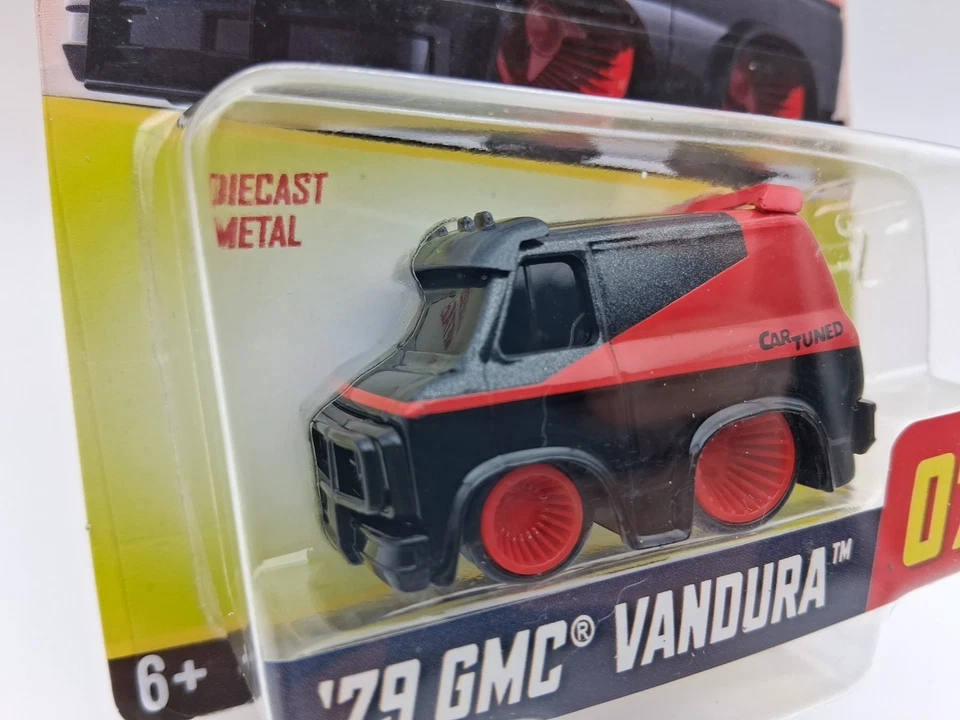 DIECAST
METAL
CAR TUNED
'79 GMC® VANDURA™
6+